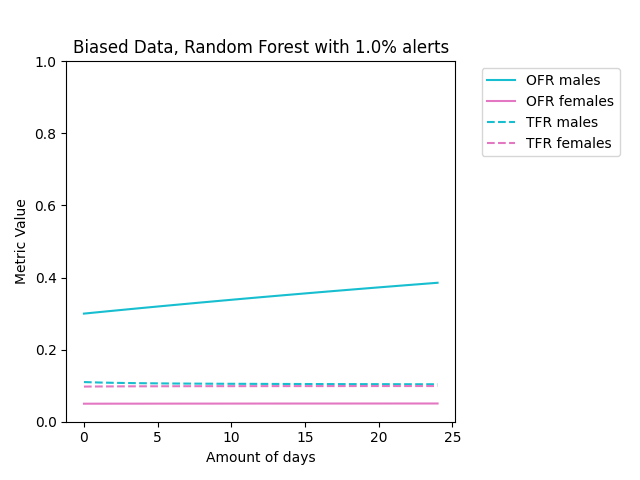 Biased Data, Random Forest with 1.0% alerts
1.0
0.8
0.6
0.4
0.2
0.0
Metric Value
0 5 10 15 20 25
Amount of days
OFR males
OFR females
TFR males
TFR females